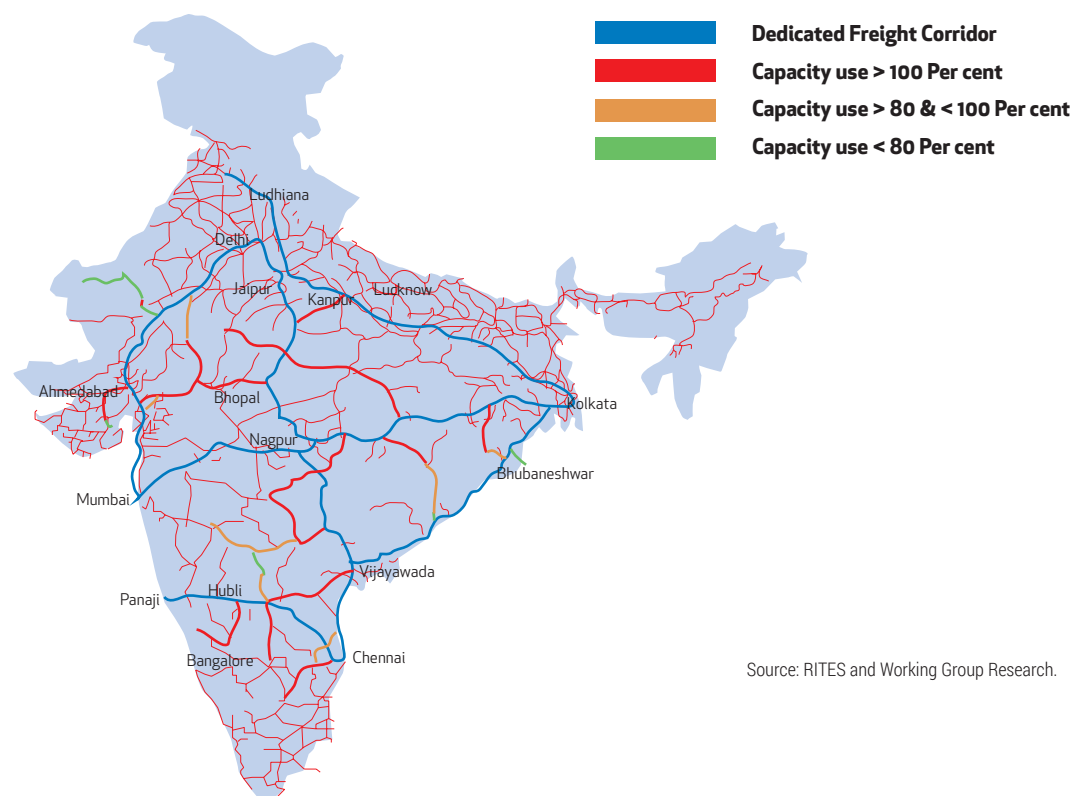 Dedicated Freight Corridor
Capacity use > 100 Per cent
Capacity use > 80 & < 100 Per cent
Capacity use < 80 Per cent
Ludhiana
Delhi
Jaipur
Lucknow
Kanpur
Ahmedabad
Bhopal
Kolkata
Nagpur
Bhubaneshwar
Mumbai
Vijayawada
Hubli
Panaji
Bangalore
Chennai
Source: RITES and Working Group Research.